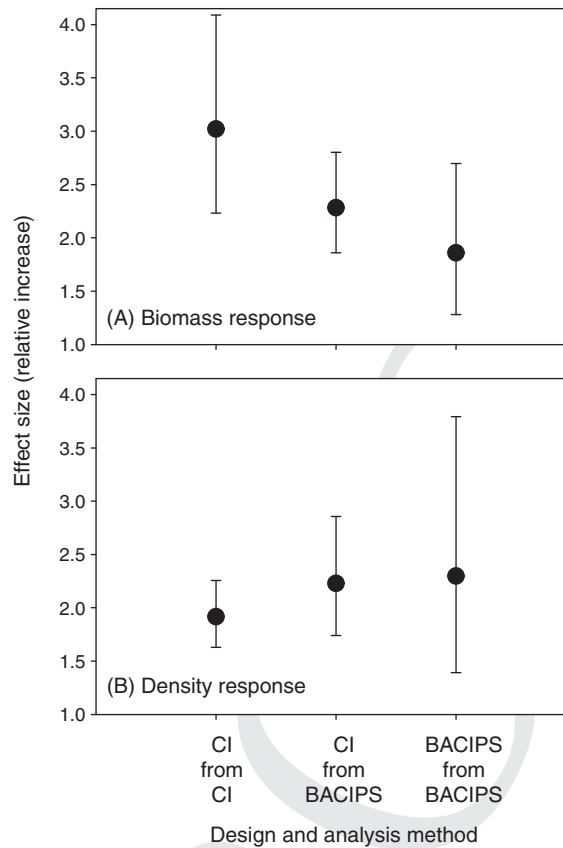 4.0
3.5
3.0
2.5
2.0
1.5
1.0
(A) Biomass response
4.0
3.5
3.0
2.5
2.0
1.5
1.0
(B) Density response
Effect size (relative increase)
CI
from
CI
CI
from
BACIPS
BACIPS
from
BACIPS
Design and analysis method